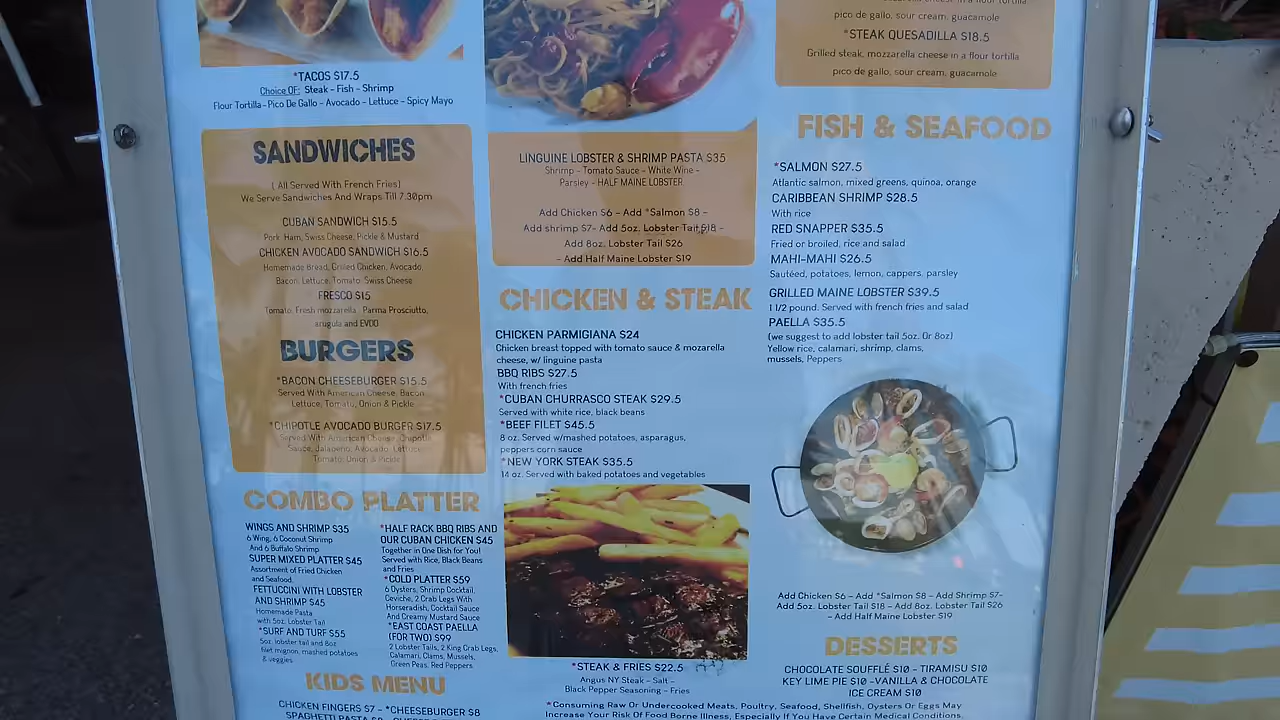 *TACOS $17.5
Choice OF: Steak - Fish - Shrimp
Flour Tortilla - Pico De Gallo - Avocado - Lettuce - Spicy Mayo
SANDWICHES
( All Served With French Fries)
We Serve Sandwiches And Wraps Till 7.30pm
CUBAN SANDWICH $15.5
Pork, Ham, Swiss Cheese, Pickle & Mustard
CHICKEN AVOCADO SANDWICH $16.5
Homemade Bread, Grilled Chicken, Avocado,
Bacon, Lettuce, Tomato, Swiss Cheese
FRESCO $15
Tomato, Fresh mozzarella, Parma Prosciutto,
arugula and EVOO
BURGERS
*BACON CHEESEBURGER $15.5
Served With American Cheese, Bacon,
Lettuce, Tomato, Onion & Pickle
*CHIPOTLE AVOCADO BURGER $17.5
Served With American Cheese, Chipotle
Sauce, Jalapeno, Avocado, Lettuce,
Tomato, Onion, & Pickle
COMBO PLATTER
WINGS AND SHRIMP $35
6 Wing, 6 Coconut Shrimp
And 6 Buffalo Shrimp
SUPER MIXED PLATTER $45
Assortment of Fried Chicken
and Seafood.
FETTUCCINI WITH LOBSTER
AND SHRIMP $45
Homemade Pasta
with 5oz. Lobster Tail
*SURF AND TURF $55
5oz. lobster tail and 8oz
filet mignon, mashed potatoes
& veggies
*HALF RACK BBQ RIBS AND
OUR CUBAN CHICKEN $45
Together in One Dish for You!
Served with Rice, Black Beans
and Fries
*COLD PLATTER $59
6 Oysters, Shrimp Cocktail,
Ceviche, 2 Crab Legs With
Horseradish, Cocktail Sauce
And Creamy Mustard Sauce
*EAST COAST PAELLA
(FOR TWO) $99
2 Lobster Tails, 2 King Crab Legs,
Calamari, Clams, Mussels,
Green Peas, Red Peppers
KIDS MENU
CHICKEN FINGERS $7 - *CHEESEBURGER $8
SPAGHETTI PASTA
LINGUINE LOBSTER & SHRIMP PASTA $35
Shrimp - Tomato Sauce - White Wine -
Parsley - HALF MAINE LOBSTER
Add Chicken $6 - Add *Salmon $8 -
Add shrimp $7- Add 5oz. Lobster Tail $18 -
Add 8oz. Lobster Tail $26
- Add Half Maine Lobster $19
CHICKEN & STEAK
CHICKEN PARMIGIANA $24
Chicken breast topped with tomato sauce & mozarella
cheese, w/ linguine pasta
BBQ RIBS $27.5
With french fries
*CUBAN CHURRASCO STEAK $29.5
Served with white rice, black beans
*BEEF FILET $45.5
8 oz. Served w/mashed potatoes, asparagus,
peppers corn sauce
*NEW YORK STEAK $35.5
14 oz. Served with baked potatoes and vegetables
*STEAK & FRIES $22.5
Angus NY Steak - Salt -
Black Pepper Seasoning - Fries
pico de gallo, sour cream, guacamole
*STEAK QUESADILLA $18.5
Grilled steak, mozzarella cheese in a flour tortilla
pico de gallo, sour cream, guacamole
FISH & SEAFOOD
*SALMON $27.5
Atlantic salmon, mixed greens, quinoa, orange
CARIBBEAN SHRIMP $28.5
With rice
RED SNAPPER $35.5
Fried or broiled, rice and salad
MAHI-MAHI $26.5
Sautéed, potatoes, lemon, cappers, parsley
GRILLED MAINE LOBSTER $39.5
1 1/2 pound. Served with french fries and salad
PAELLA $35.5
(we suggest to add lobster tail 5oz. Or 8oz)
Yellow rice, calamari, shrimp, clams,
mussels, Peppers
Add Chicken $6 - Add *Salmon $8 - Add Shrimp $7-
Add 5oz. Lobster Tail $18 - Add 8oz. Lobster Tail $26
- Add Half Maine Lobster $19
DESSERTS
CHOCOLATE SOUFFLÉ $10 - TIRAMISU $10
KEY LIME PIE $10 -VANILLA & CHOCOLATE
ICE CREAM $10
*Consuming Raw Or Undercooked Meats, Poultry, Seafood, Shellfish, Oysters Or Eggs May
Increase Your Risk Of Food Borne Illness, Especially If You Have Certain Medical Conditions.